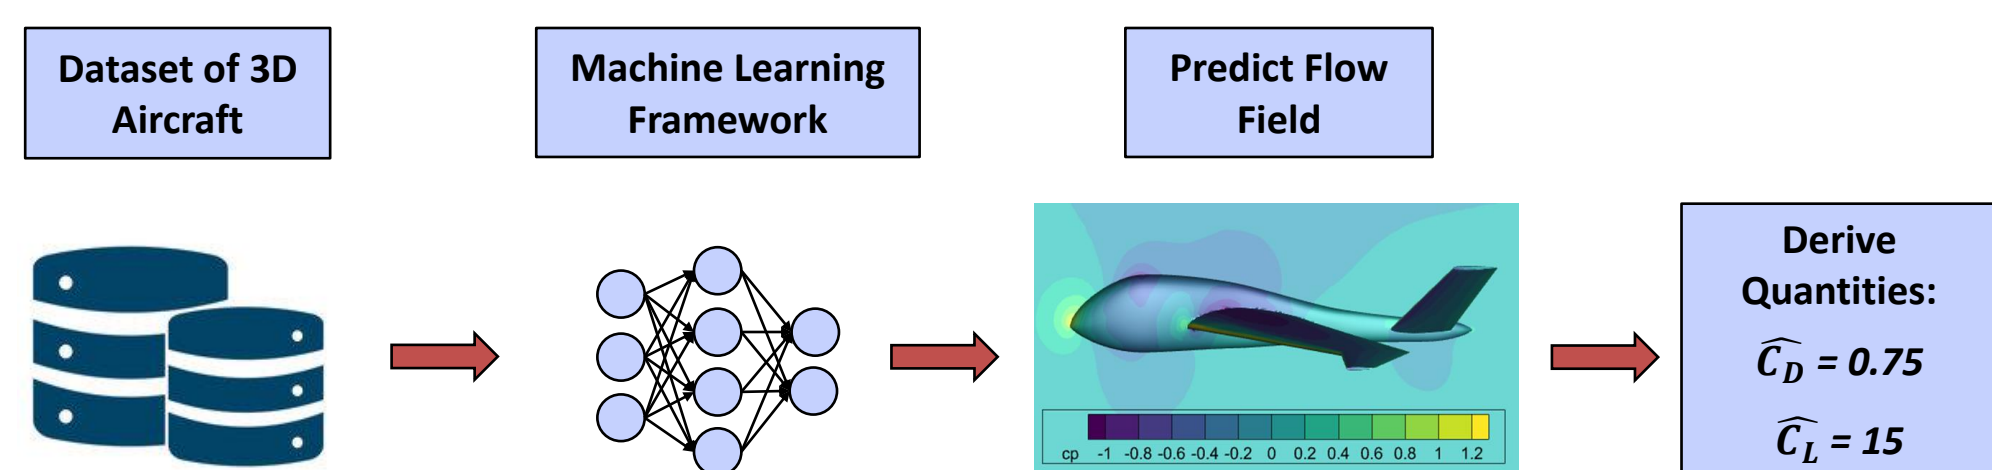 Dataset of 3D
Aircraft
Machine Learning
Framework
Predict Flow
Field
cp -1 -0.8 -0.6 -0.4 -0.2 0 0.2 0.4 0.6 0.8 1 1.2
Derive
Quantities:
$\widehat{C_D}$ = 0.75
$\widehat{C_L}$ = 15